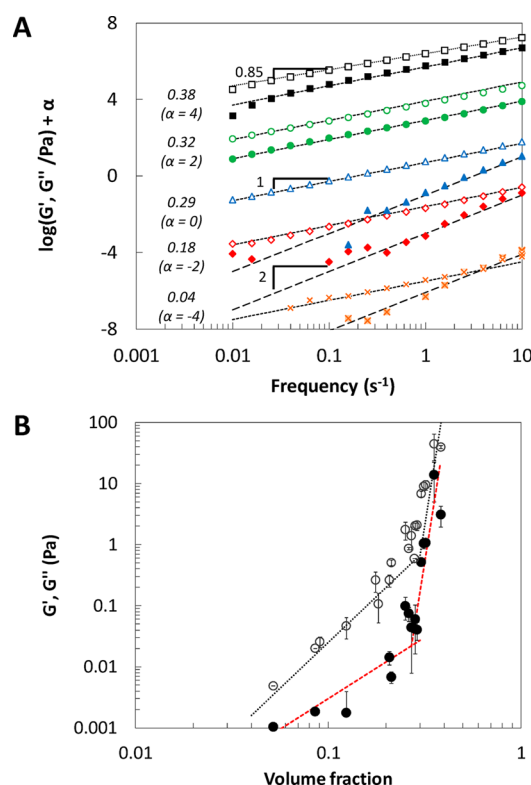 A
8
4
0
-4
-8
log(G', G'' /Pa) + α
0.85
0.38
(α = 4)
0.32
(α = 2)
1
0.29
(α = 0)
0.18
(α = -2)
2
0.04
(α = -4)
0.001
0.01
0.1
1
10
Frequency (s-1)
B
100
10
1
0.1
0.01
0.001
G', G'' (Pa)
0.01
0.1
1
Volume fraction